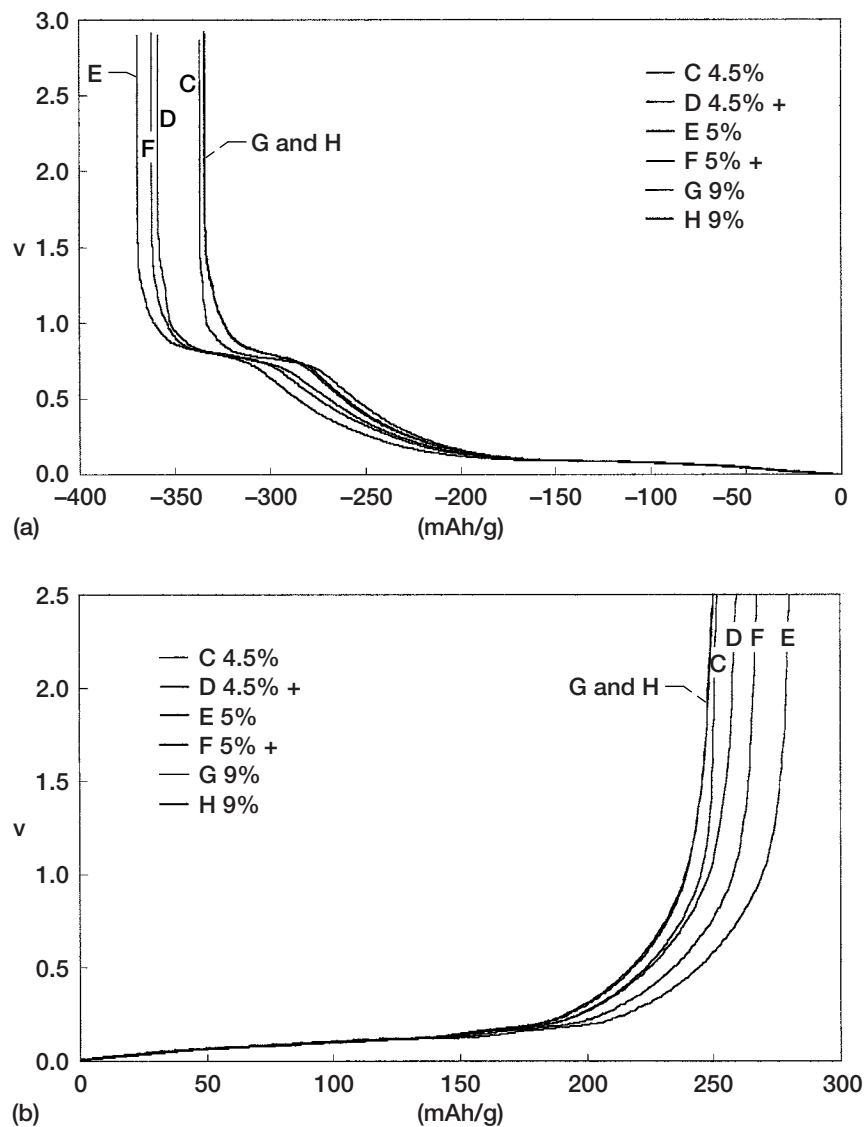 3.0
E
C
C 4.5%
2.5
D
D 4.5% +
F
G and H
E 5%
2.0
F 5% +
G 9%
v
1.5
H 9%
1.0
0.5
0.0
–400 –350 –300 –250 –200 –150 –100 –50 0
(a)
(mAh/g)
2.5
C 4.5%
D 4.5% +
E 5%
F 5% +
G 9%
H 9%
D F E
C
G and H
2.0
1.5
v
1.0
0.5
0.0
0 50 100 150 200 250 300
(b)
(mAh/g)